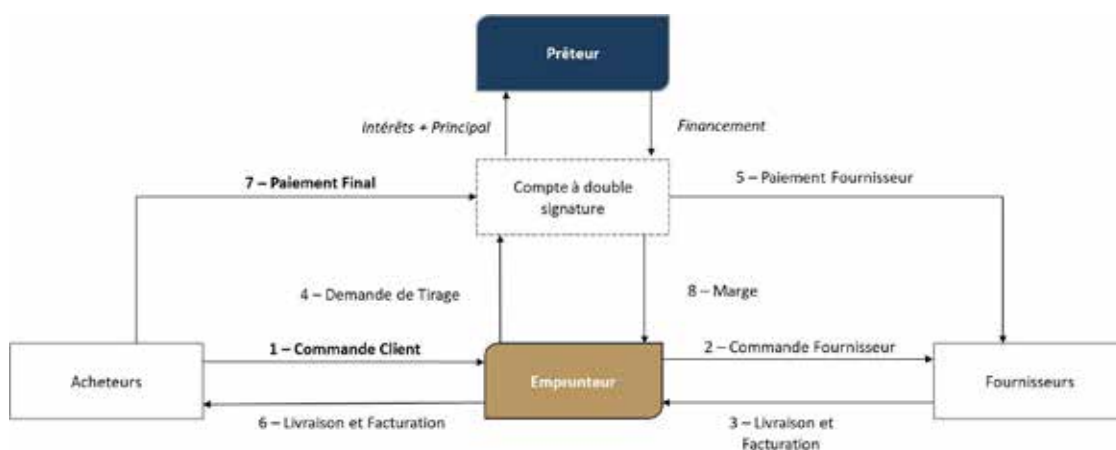 Prêteur
Intérêts + Principal
Financement
7 – Paiement Final
Compte à double
signature
5 – Paiement Fournisseur
4 – Demande de Tirage
8 – Marge
1 – Commande Client
2 – Commande Fournisseur
Acheteurs
Emprunteur
Fournisseurs
6 – Livraison et Facturation
3 – Livraison et
Facturation